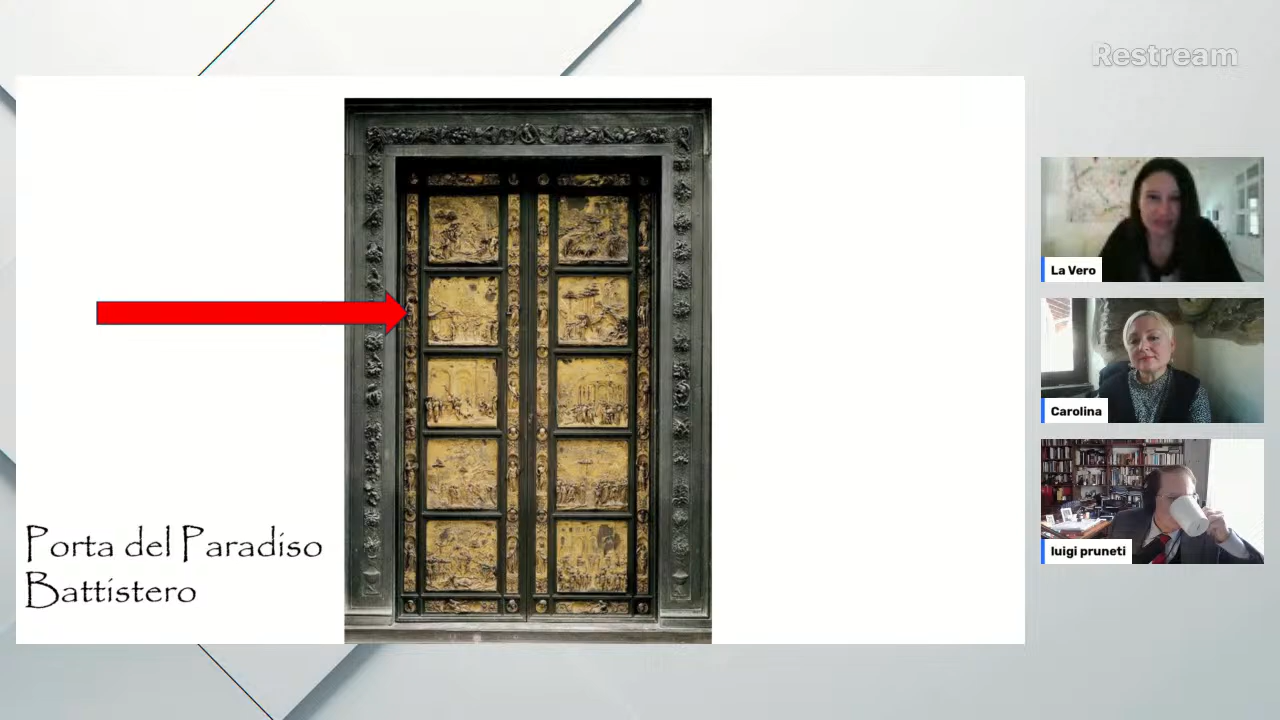 Restream
La Vero
Carolina
luigi pruneti
Porta del Paradiso
Battistero